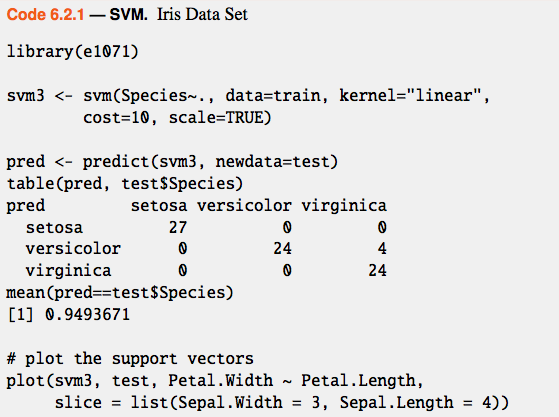 Code 6.2.1 — SVM. Iris Data Set
library(e1071)
svm3 <- svm(Species~., data=train, kernel="linear",
cost=10, scale=TRUE)
pred <- predict(svm3, newdata=test)
table(pred, test$Species)
pred setosa versicolor virginica
setosa 27 0 0
versicolor 0 24 4
virginica 0 0 24
mean(pred==test$Species)
[1] 0.9493671
# plot the support vectors
plot(svm3, test, Petal.Width ~ Petal.Length,
slice = list(Sepal.Width = 3, Sepal.Length = 4))